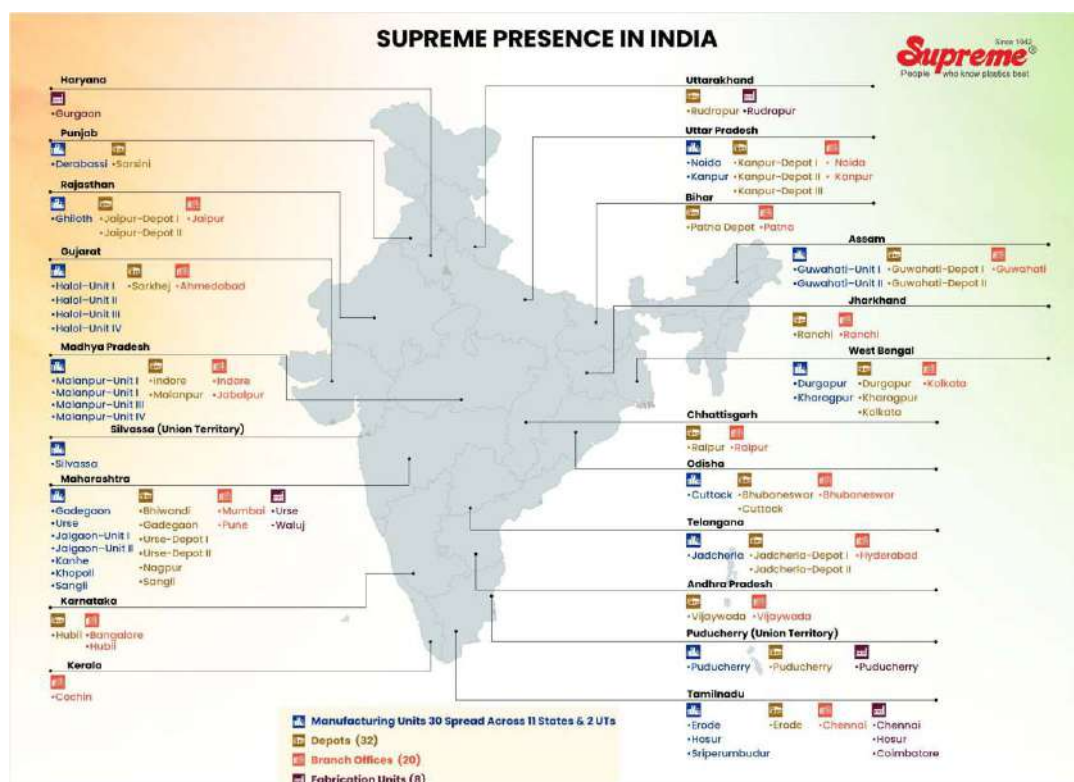 SUPREME PRESENCE IN INDIA
Since 1942
Supreme®
People who know plastics best
Haryana
•Gurgaon
Punjab
•Derabassi •Sarsini
Rajasthan
•Ghiloth •Jaipur-Depot I •Jaipur
•Jaipur-Depot II
Gujarat
•Halol-Unit I •Sarkhej •Ahmedabad
•Halol-Unit II
•Halol-Unit III
•Halol-Unit IV
Madhya Pradesh
•Malanpur-Unit I •Indore •Indore
•Malanpur-Unit I •Malanpur •Jabalpur
•Malanpur-Unit III
•Malanpur-Unit IV
Silvassa (Union Territory)
•Silvassa
Maharashtra
•Gadegaon •Bhiwandi •Mumbai •Urse
•Urse •Gadegaon •Pune •Waluj
•Jalgaon-Unit I •Urse-Depot I
•Jalgaon-Unit II •Urse-Depot II
•Kanhe •Nagpur
•Khopoli •Sangli
•Sangli
Karnataka
•Hubli •Bangalore
•Hubli
Kerala
•Cochin
Uttarakhand
•Rudrapur •Rudrapur
Uttar Pradesh
•Noida •Kanpur-Depot I • Noida
•Kanpur •Kanpur-Depot II • Kanpur
•Kanpur-Depot III
Bihar
•Patna Depot •Patna
Assam
•Guwahati-Unit I •Guwahati-Depot I •Guwahati
•Guwahati-Unit II •Guwahati-Depot II
Jharkhand
•Ranchi •Ranchi
West Bengal
•Durgapur •Durgapur •Kolkata
•Kharagpur •Kharagpur
•Kolkata
Chhattisgarh
•Raipur •Raipur
Odisha
•Cuttack •Bhubaneswar •Bhubaneswar
•Cuttack
Telangana
•Jadcherla •Jadcherla-Depot I •Hyderabad
•Jadcherla-Depot II
Andhra Pradesh
•Vijaywada •Vijaywada
Puducherry (Union Territory)
•Puducherry •Puducherry •Puducherry
Tamilnadu
•Erode •Erode •Chennai •Chennai
•Hosur •Hosur
•Sriperumbudur •Coimbatore
Manufacturing Units 30 Spread Across 11 States & 2 UTs
Depots (32)
Branch Offices (20)
Fabrication Units (8)